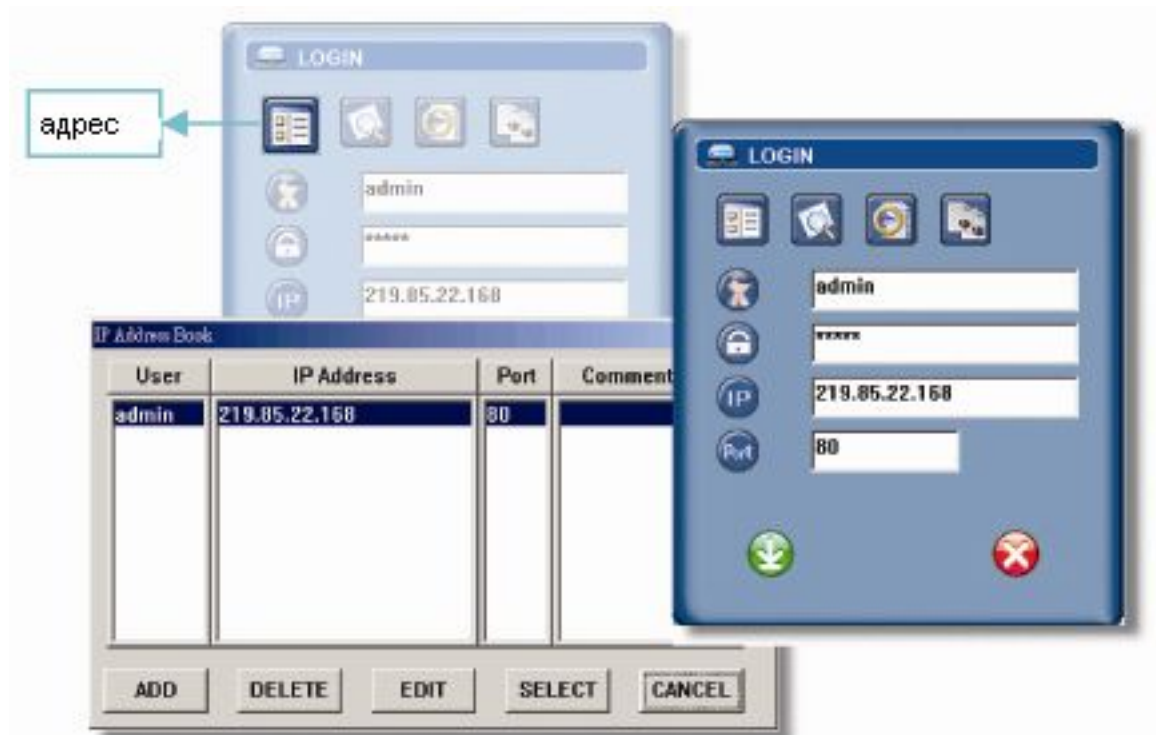 LOGIN
адрес
admin
*****
IP
219.85.22.168
IP Address Book
User IP Address Port Comment
admin 219.85.22.168 80
ADD DELETE EDIT SELECT CANCEL
LOGIN
admin
*****
IP 219.85.22.168
Port 80